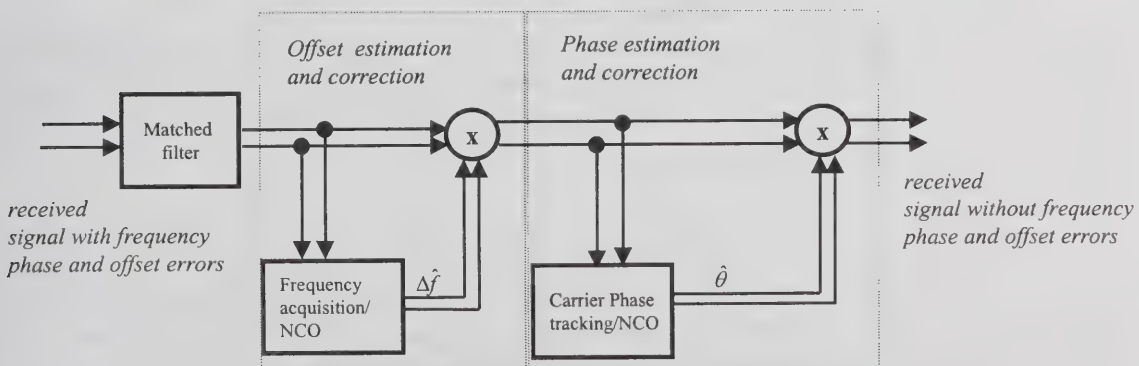 Offset estimation
and correction
Phase estimation
and correction
Matched
filter
x
x
received
signal with frequency
phase and offset errors
received
signal without frequency
phase and offset errors
Frequency
acquisition/
NCO
Δf̂
Carrier Phase
tracking/NCO
θ̂